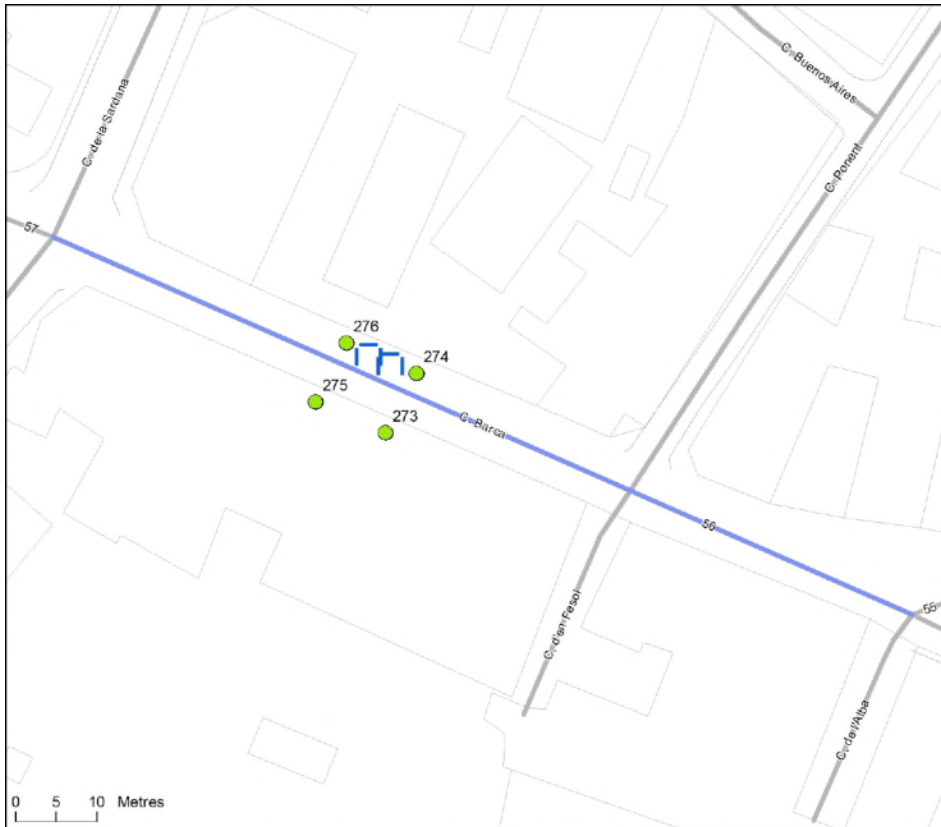 C. Buenos Aires
C. de la Sardana
C. Ponent
57
276
274
275
273
C. Barca
56
C. d'en Fesol
55
C. de l'Alba
0 5 10 Metres